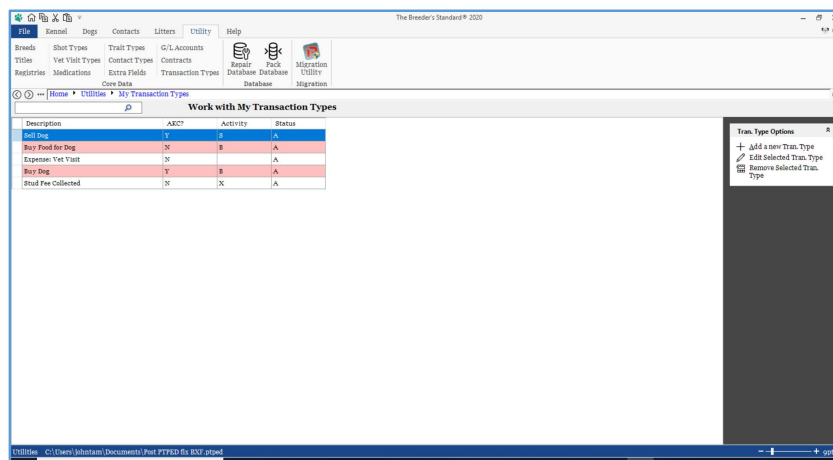 The Breeder's Standard® 2020
File Kennel Dogs Contacts Litters Utility Help
Breeds Shot Types Trait Types G/L Accounts
Titles Vet Visit Types Contact Types Contracts
Registries Medications Extra Fields Transaction Types
Repair Database
Pack Database
Migration Utility
Core Data Database Migration
Home Utilities My Transaction Types
Work with My Transaction Types
Description AKC? Activity Status
Sell Dog Y S A
Buy Food for Dog N B A
Expense: Vet Visit N A
Buy Dog Y B A
Stud Fee Collected N X A
Tran. Type Options
Add a new Tran. Type
Edit Selected Tran. Type
Remove Selected Tran.
Type
Utilities C:\Users\johntam\Documents\Post PTPED fix BXF.ptped